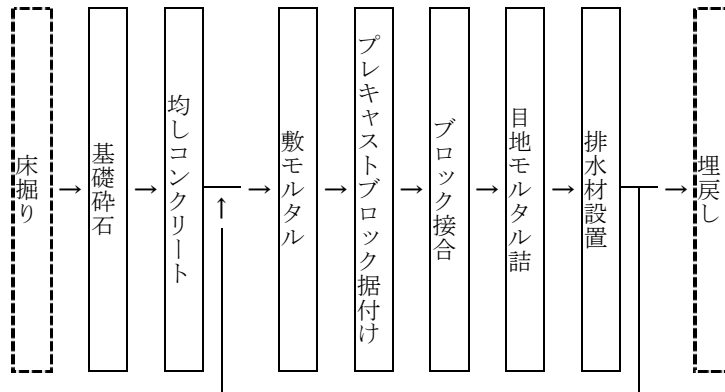 床掘り
→
基礎砕石
→
均しコンクリート
→
敷モルタル
→
プレキャストブロック据付け
→
ブロック接合
→
目地モルタル詰
→
排水材設置
→
埋戻し
↑